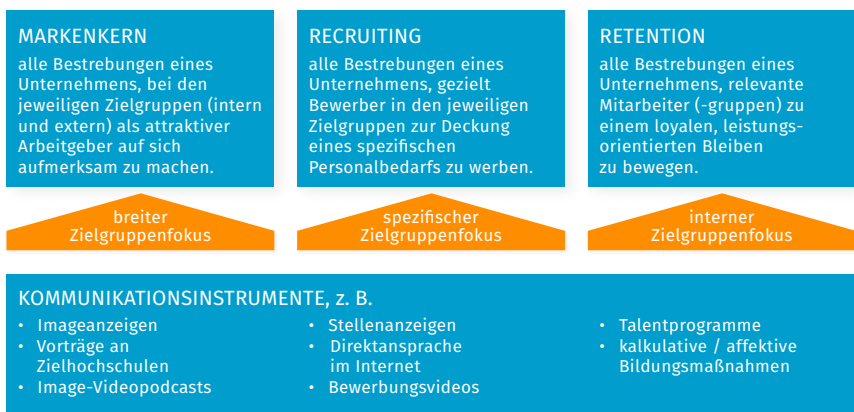 MARKENKERN
alle Bestrebungen eines
Unternehmens, bei den
jeweiligen Zielgruppen (intern
und extern) als attraktiver
Arbeitgeber auf sich
aufmerksam zu machen.
RECRUITING
alle Bestrebungen eines
Unternehmens, gezielt
Bewerber in den jeweiligen
Zielgruppen zur Deckung
eines spezifischen
Personalbedarfs zu werben.
RETENTION
alle Bestrebungen eines
Unternehmens, relevante
Mitarbeiter (-gruppen) zu
einem loyalen, leistungs-
orientierten Bleiben
zu bewegen.
breiter
Zielgruppenfokus
spezifischer
Zielgruppenfokus
interner
Zielgruppenfokus
KOMMUNIKATIONSINSTRUMENTE, z. B.
• Imageanzeigen
• Vorträge an
Zielhochschulen
• Image-Videopodcasts
• Stellenanzeigen
• Direktansprache
im Internet
• Bewerbungsvideos
• Talentprogramme
• kalkulative / affektive
Bildungsmaßnahmen